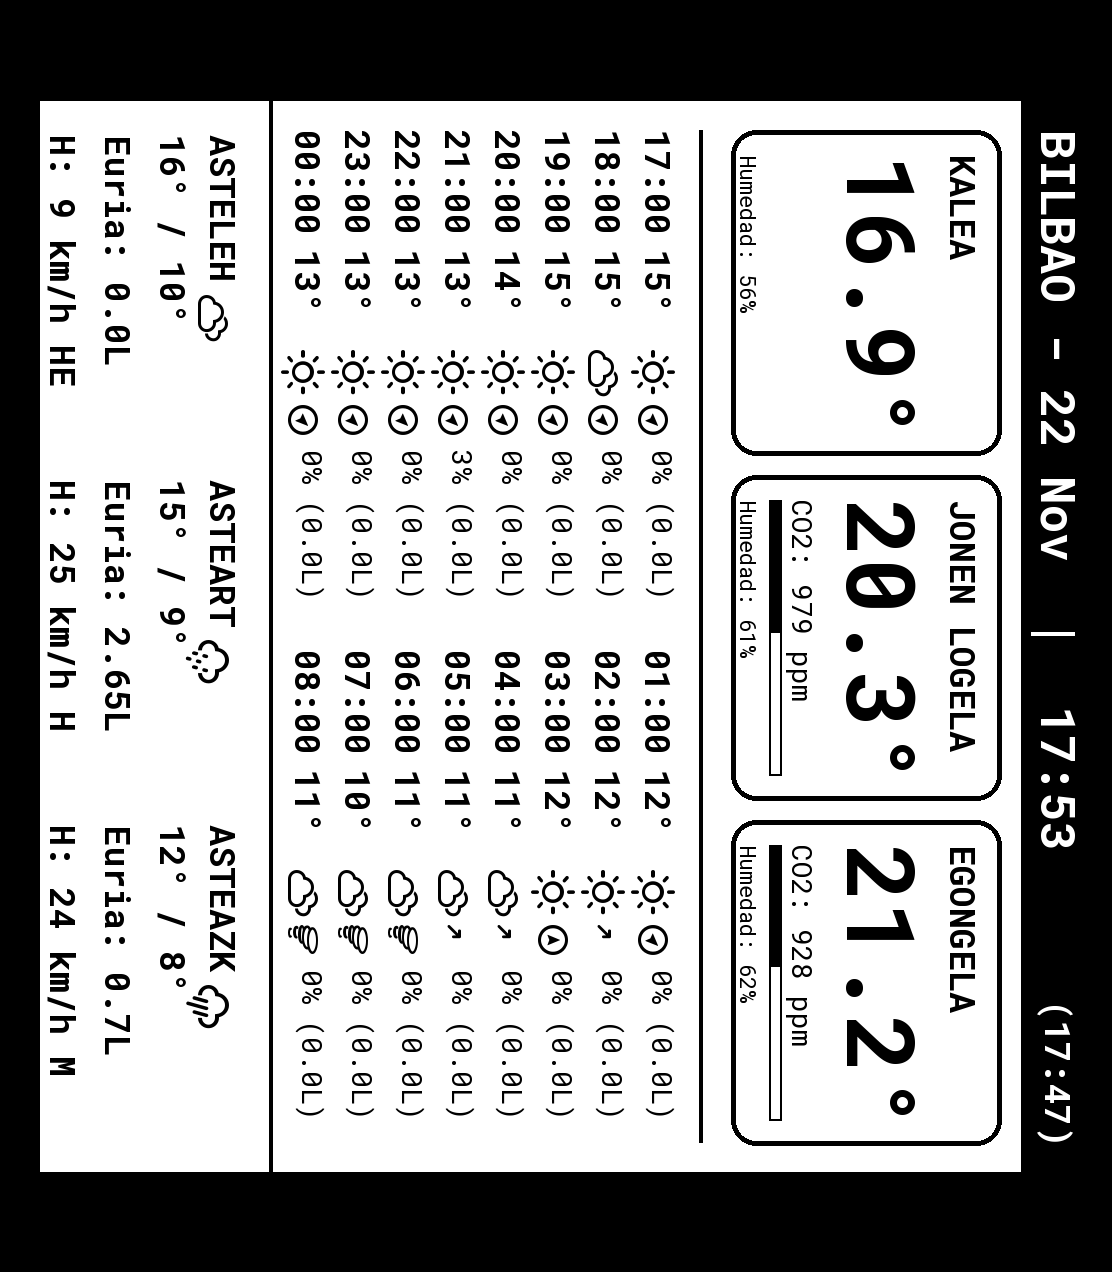 BILBAO - 22 Nov | 17:53 (17:47)
KALEA
16.9°
Humedad: 56%
JONEN LOGELA
20.3°
CO2: 979 ppm
Humedad: 61%
EGONGELA
21.2°
CO2: 928 ppm
Humedad: 62%
17:00 15° 0% (0.0L)
18:00 15° 0% (0.0L)
19:00 15° 0% (0.0L)
20:00 14° 0% (0.0L)
21:00 13° 3% (0.0L)
22:00 13° 0% (0.0L)
23:00 13° 0% (0.0L)
00:00 13° 0% (0.0L)
01:00 12° 0% (0.0L)
02:00 12° 0% (0.0L)
03:00 12° 0% (0.0L)
04:00 11° 0% (0.0L)
05:00 11° 0% (0.0L)
06:00 11° 0% (0.0L)
07:00 10° 0% (0.0L)
08:00 11° 0% (0.0L)
ASTELEH
16° / 10°
Euria: 0.0L
H: 9 km/h HE
ASTEART
15° / 9°
Euria: 2.65L
H: 25 km/h H
ASTEAZK
12° / 8°
Euria: 0.7L
H: 24 km/h M